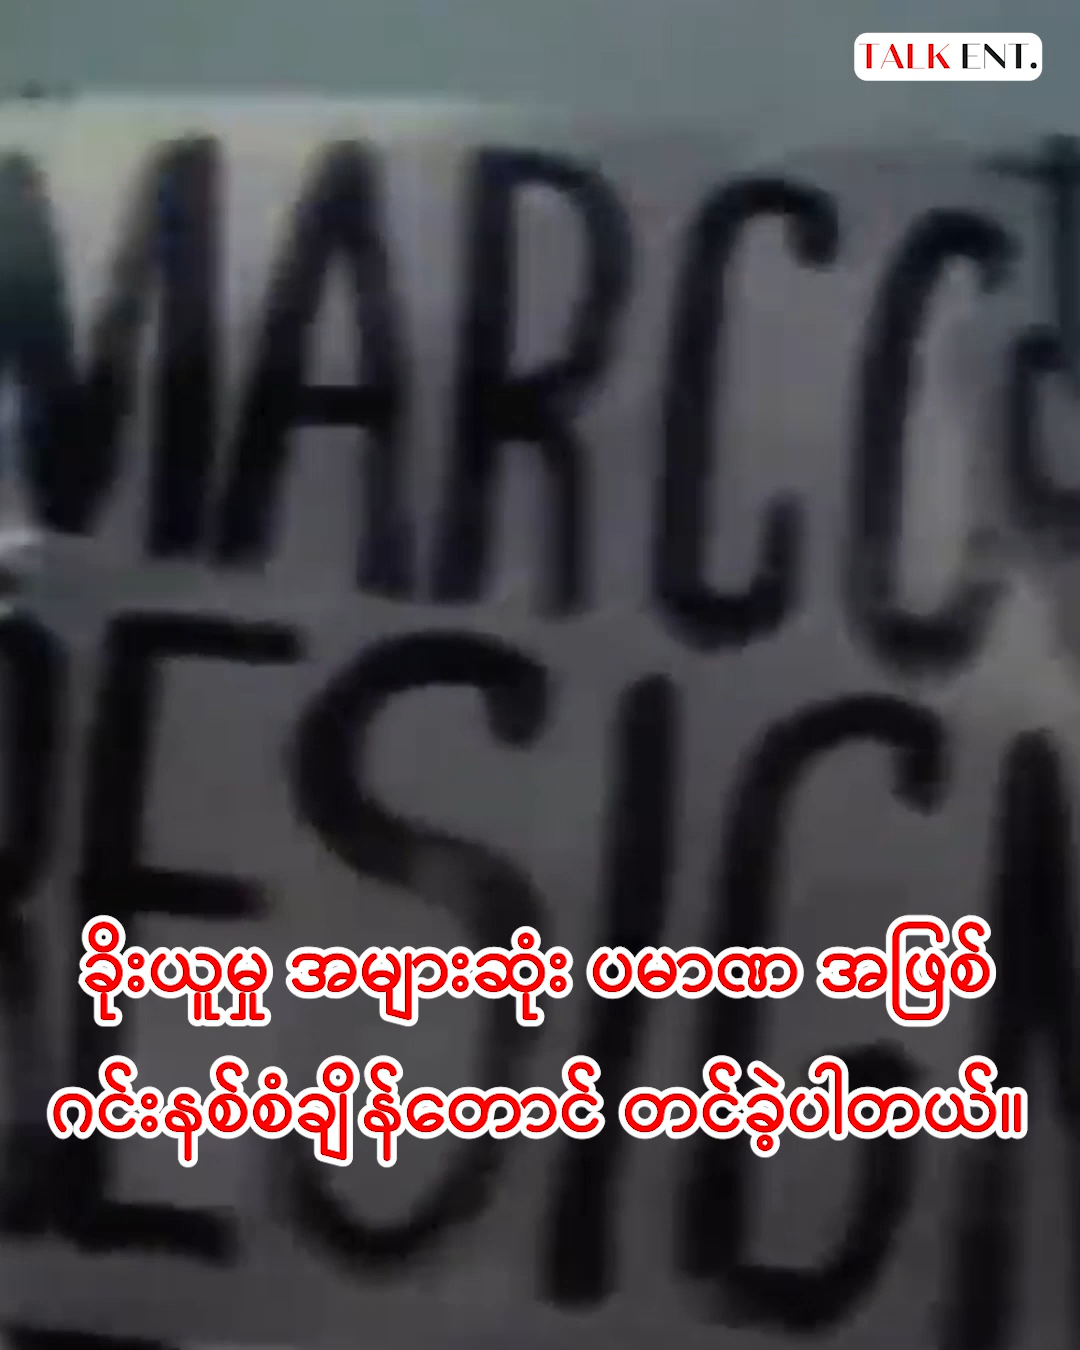 TALK ENT.
MARCO
RESIGN
ခိုးယူမှု အများဆုံး ပမာဏ အဖြစ်
ဂင်းနစ်စံချိန်တောင် တင်ခဲ့ပါတယ်။